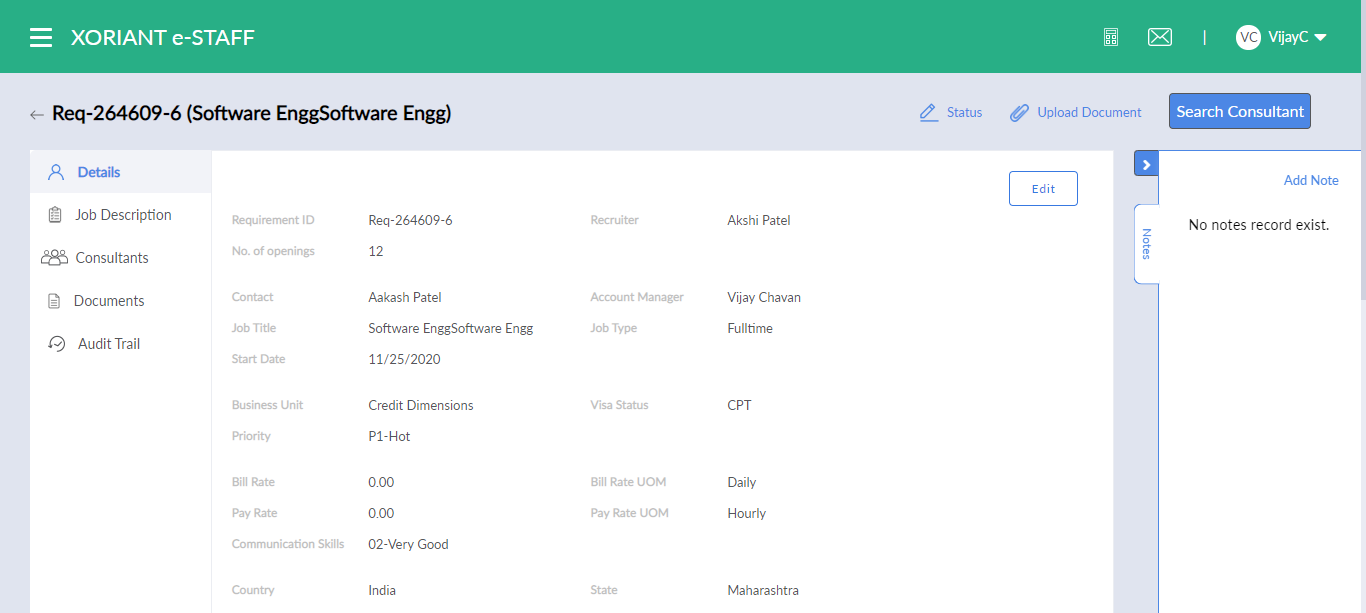 XORIANT e-STAFF
| VC VijayC
Req-264609-6 (Software EnggSoftware Engg)
Status Upload Document Search Consultant
Details
Job Description
Consultants
Documents
Audit Trail
Edit
Requirement ID Req-264609-6 Recruiter Akshi Patel
No. of openings 12
Contact Aakash Patel Account Manager Vijay Chavan
Job Title Software EnggSoftware Engg Job Type Fulltime
Start Date 11/25/2020
Business Unit Credit Dimensions Visa Status CPT
Priority P1-Hot
Bill Rate 0.00 Bill Rate UOM Daily
Pay Rate 0.00 Pay Rate UOM Hourly
Communication Skills 02-Very Good
Country India State Maharashtra
Notes
Add Note
No notes record exist.